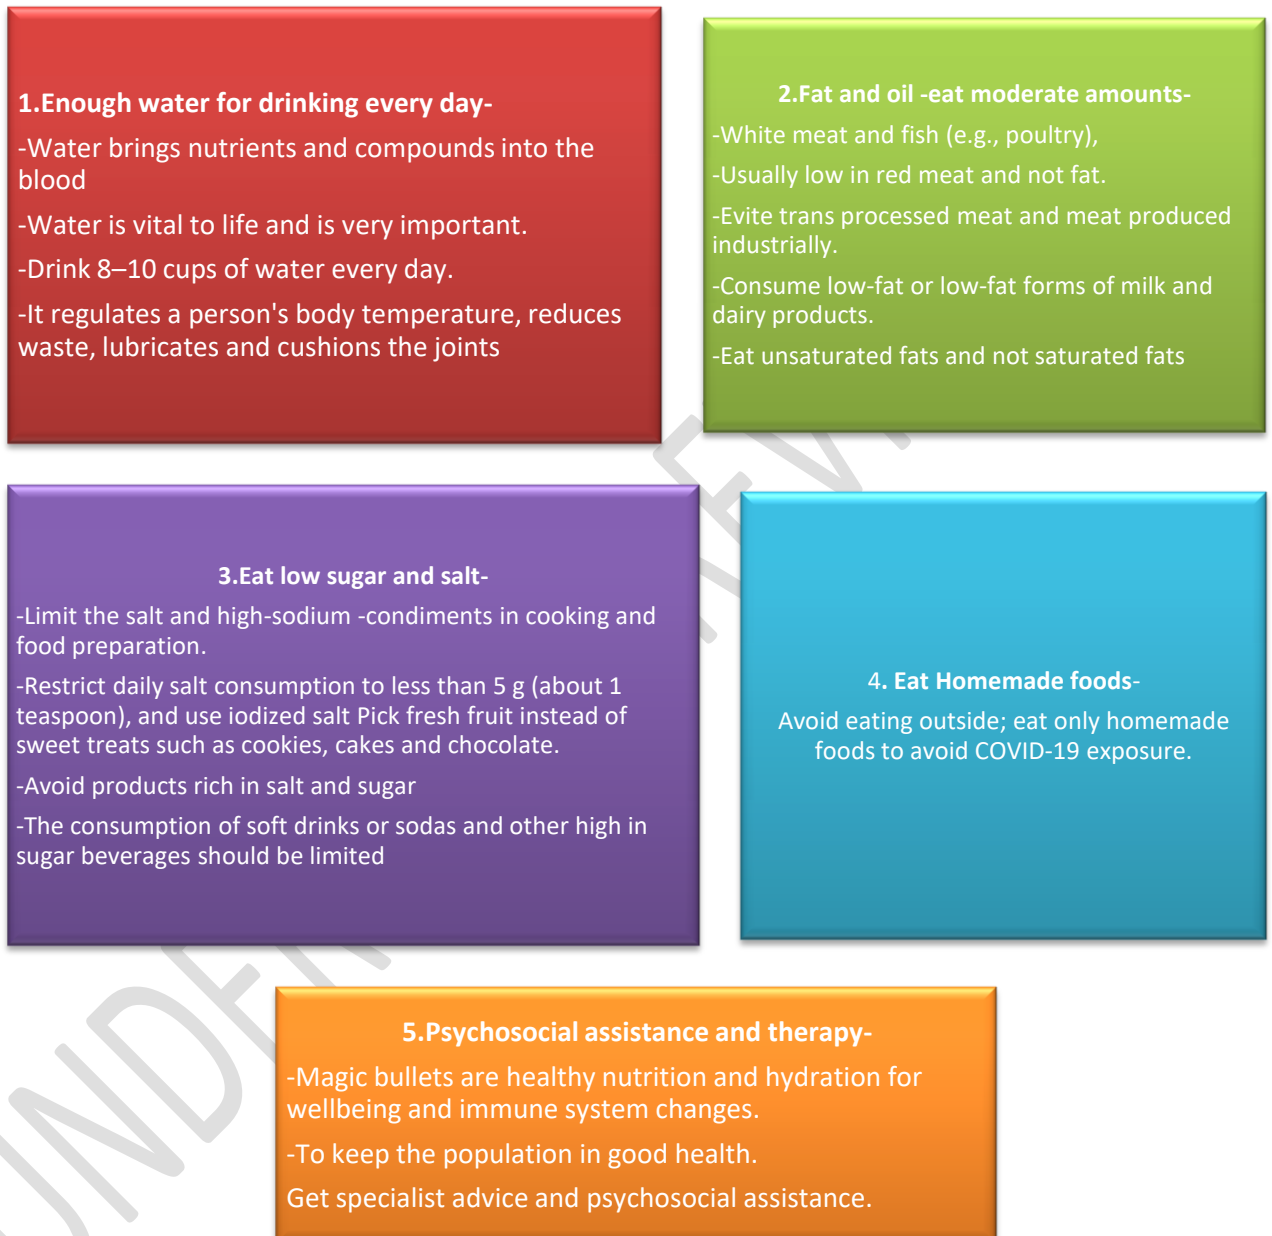 1.Enough water for drinking every day-
-Water brings nutrients and compounds into the
blood
-Water is vital to life and is very important.
-Drink 8–10 cups of water every day.
-It regulates a person's body temperature, reduces
waste, lubricates and cushions the joints
2.Fat and oil -eat moderate amounts-
-White meat and fish (e.g., poultry),
-Usually low in red meat and not fat.
-Evite trans processed meat and meat produced
industrially.
-Consume low-fat or low-fat forms of milk and
dairy products.
-Eat unsaturated fats and not saturated fats
3.Eat low sugar and salt-
-Limit the salt and high-sodium -condiments in cooking and
food preparation.
-Restrict daily salt consumption to less than 5 g (about 1
teaspoon), and use iodized salt Pick fresh fruit instead of
sweet treats such as cookies, cakes and chocolate.
-Avoid products rich in salt and sugar
-The consumption of soft drinks or sodas and other high in
sugar beverages should be limited
4. Eat Homemade foods-
Avoid eating outside; eat only homemade
foods to avoid COVID-19 exposure.
5.Psychosocial assistance and therapy-
-Magic bullets are healthy nutrition and hydration for
wellbeing and immune system changes.
-To keep the population in good health.
Get specialist advice and psychosocial assistance.